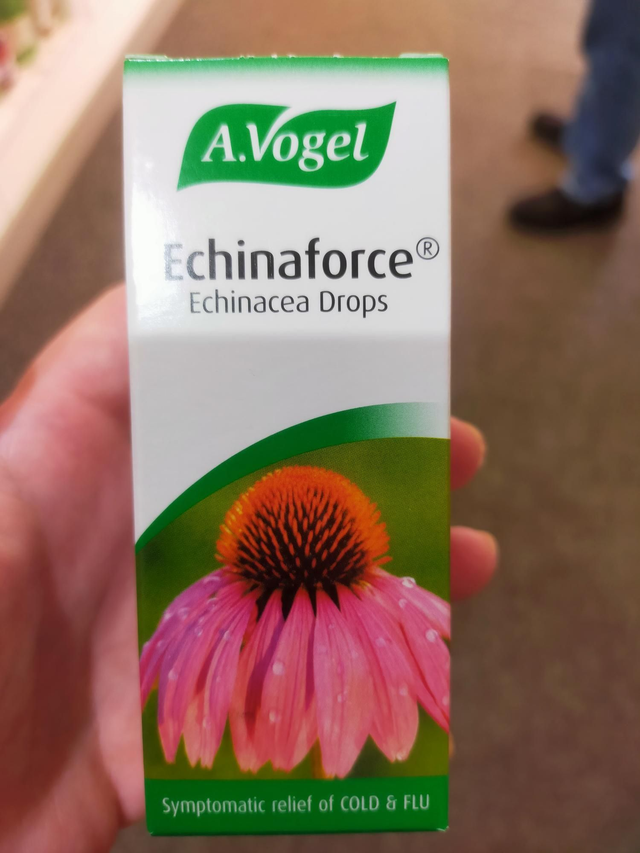 A.Vogel
Echinaforce®
Echinacea Drops
Symptomatic relief of COLD & FLU